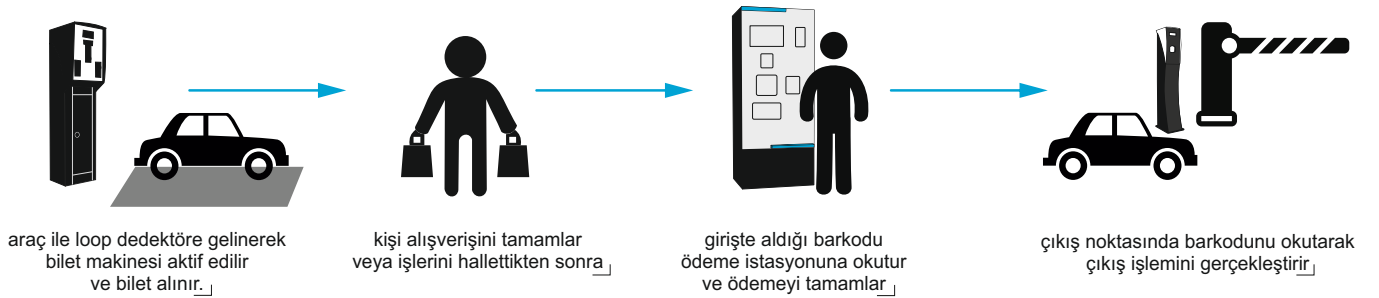 araç ile loop dedektöre gelinerek
bilet makinesi aktif edilir
ve bilet alınır.
kişi alışverişini tamamlar
veya işlerini hallettikten sonra
girişte aldığı barkodu
ödeme istasyonuna okutur
ve ödemeyi tamamlar
çıkış noktasında barkodunu okutarak
çıkış işlemini gerçekleştirir